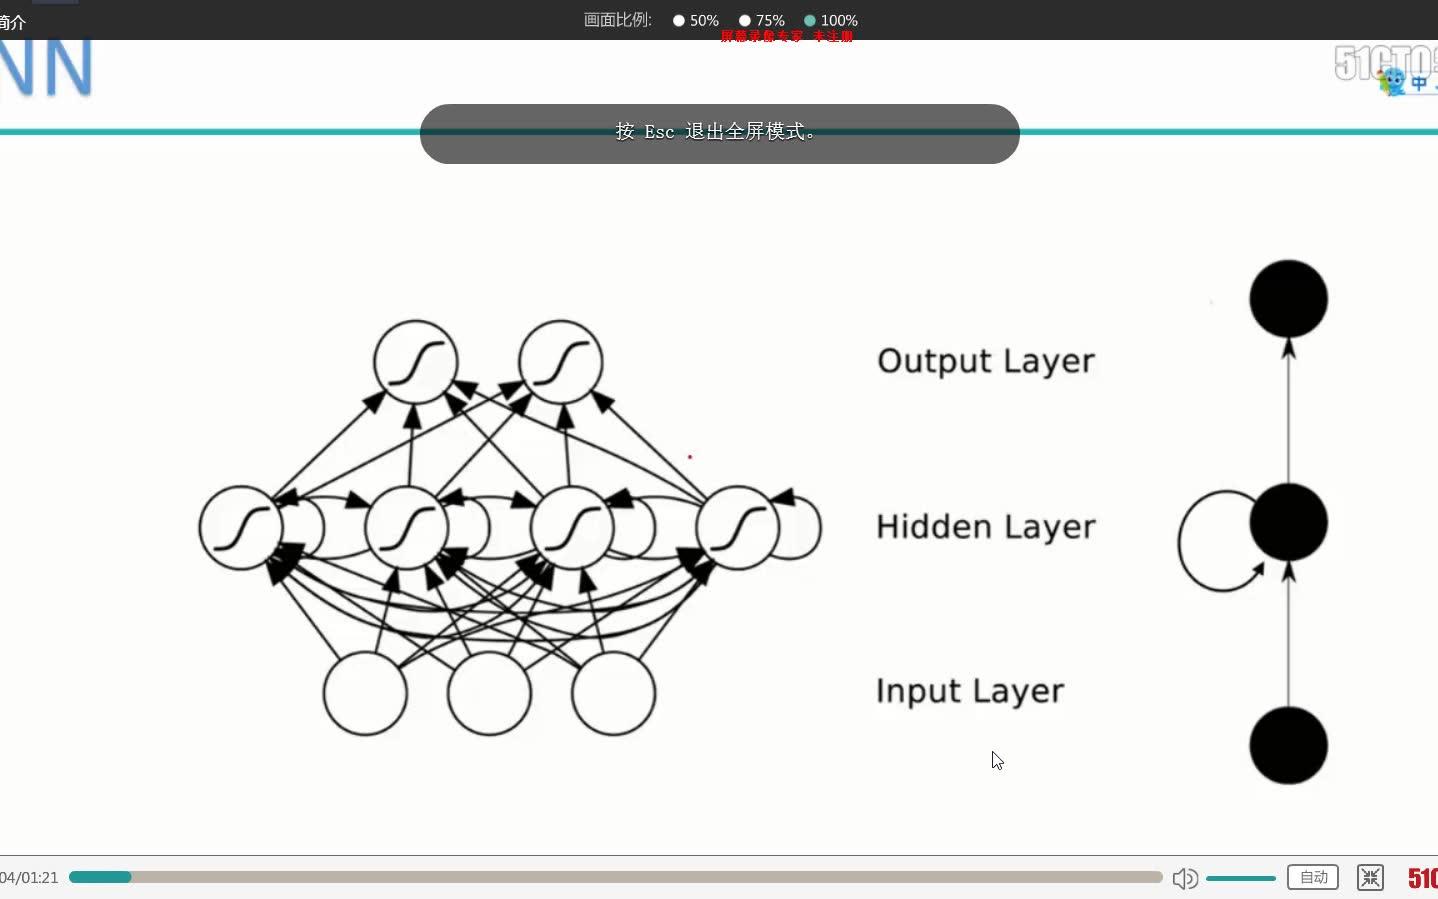 简介
画面比例: 50% 75% 100%
屏幕录像专家 未注册
NN
51CTO
中
按 Esc 退出全屏模式。
Output Layer
Hidden Layer
Input Layer
04/01:21
自动
510